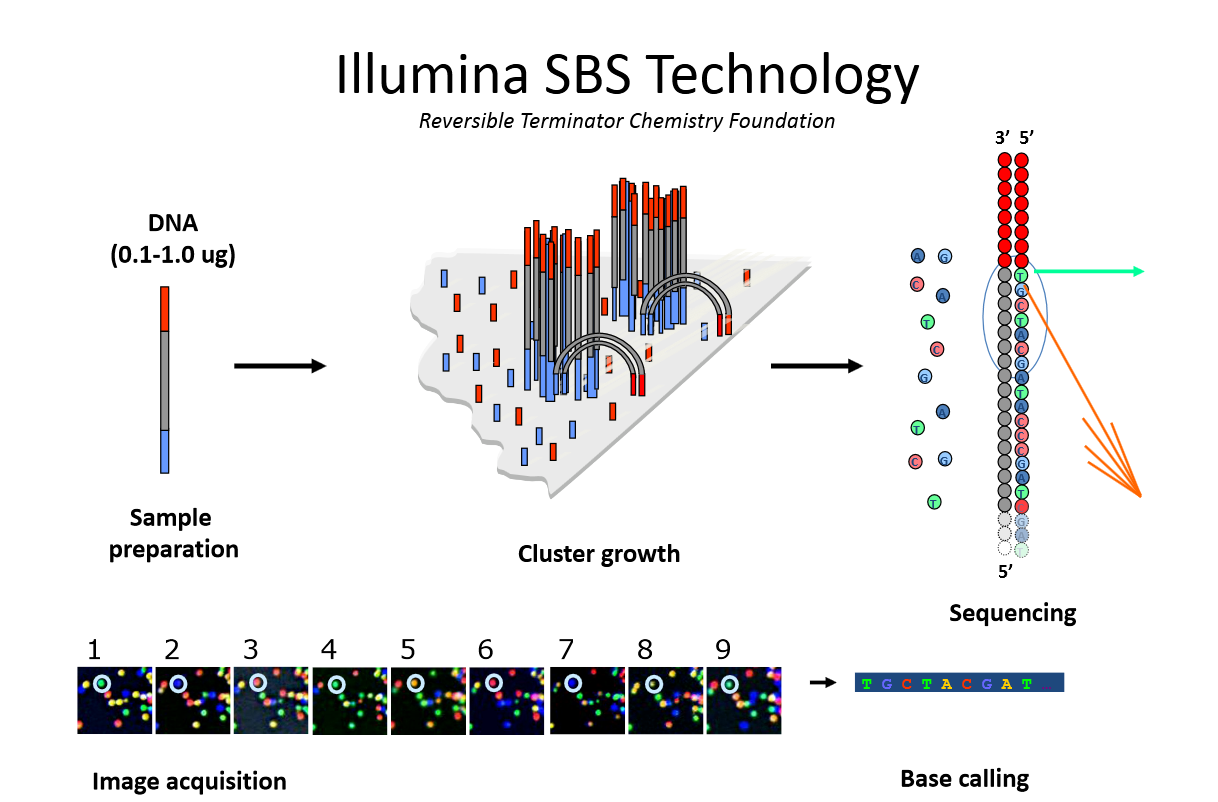 Illumina SBS Technology
Reversible Terminator Chemistry Foundation
3’ 5’
DNA
(0.1-1.0 ug)
A G
C
A
T
C
G
A
T
C G
T
T
G
C
T
A
C
G
A
T
A
C
C
C
G
A
T
G
A
T
5’
Sample
preparation
Cluster growth
Sequencing
1 2 3 4 5 6 7 8 9
T G C T A C G A T ...
Image acquisition
Base calling